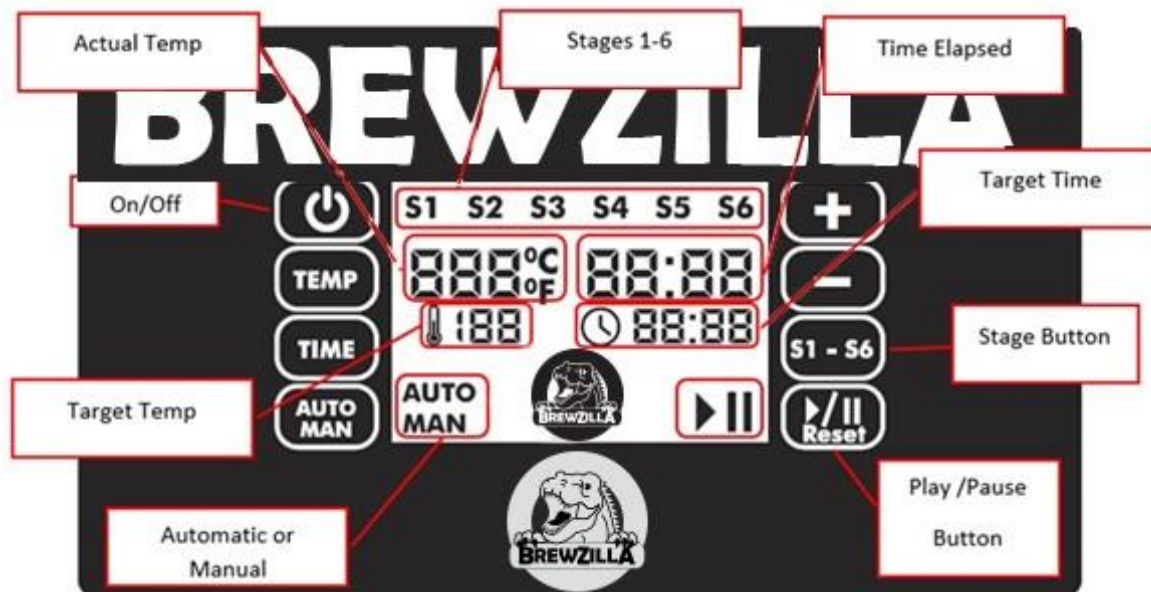 Actual Temp
Stages 1-6
Time Elapsed
BREWZILLA
Target Time
On/Off
S1 S2 S3 S4 S5 S6
+
TEMP
888°C
°F
88:88
−
188
88:88
TIME
S1 - S6
Stage Button
Target Temp
AUTO
MAN
AUTO
MAN
BREWZILLA
Reset
Play /Pause
Button
Automatic or
Manual
BREWZILLA